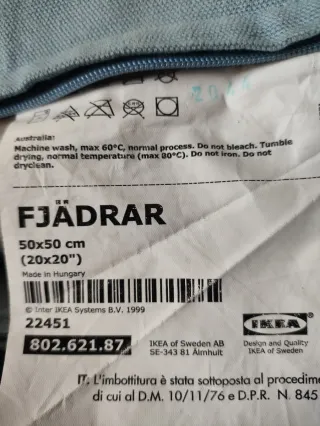 Australia:
Machine wash, max 60°C, normal process. Do not bleach. Tumble
drying, normal temperature (max 80°C). Do not iron. Do not
dryclean.
FJÄDRAR
50x50 cm
(20x20")
Made in Hungary
© Inter IKEA Systems B.V. 1999
22451
802.621.87
IKEA of Sweden AB
SE-343 81 Älmhult
IKEA
Design and Quality
IKEA of Sweden
IT. L'imbottitura è stata sottoposta al procedime
di cui al D.M. 10/11/76 e D.P.R. N. 845